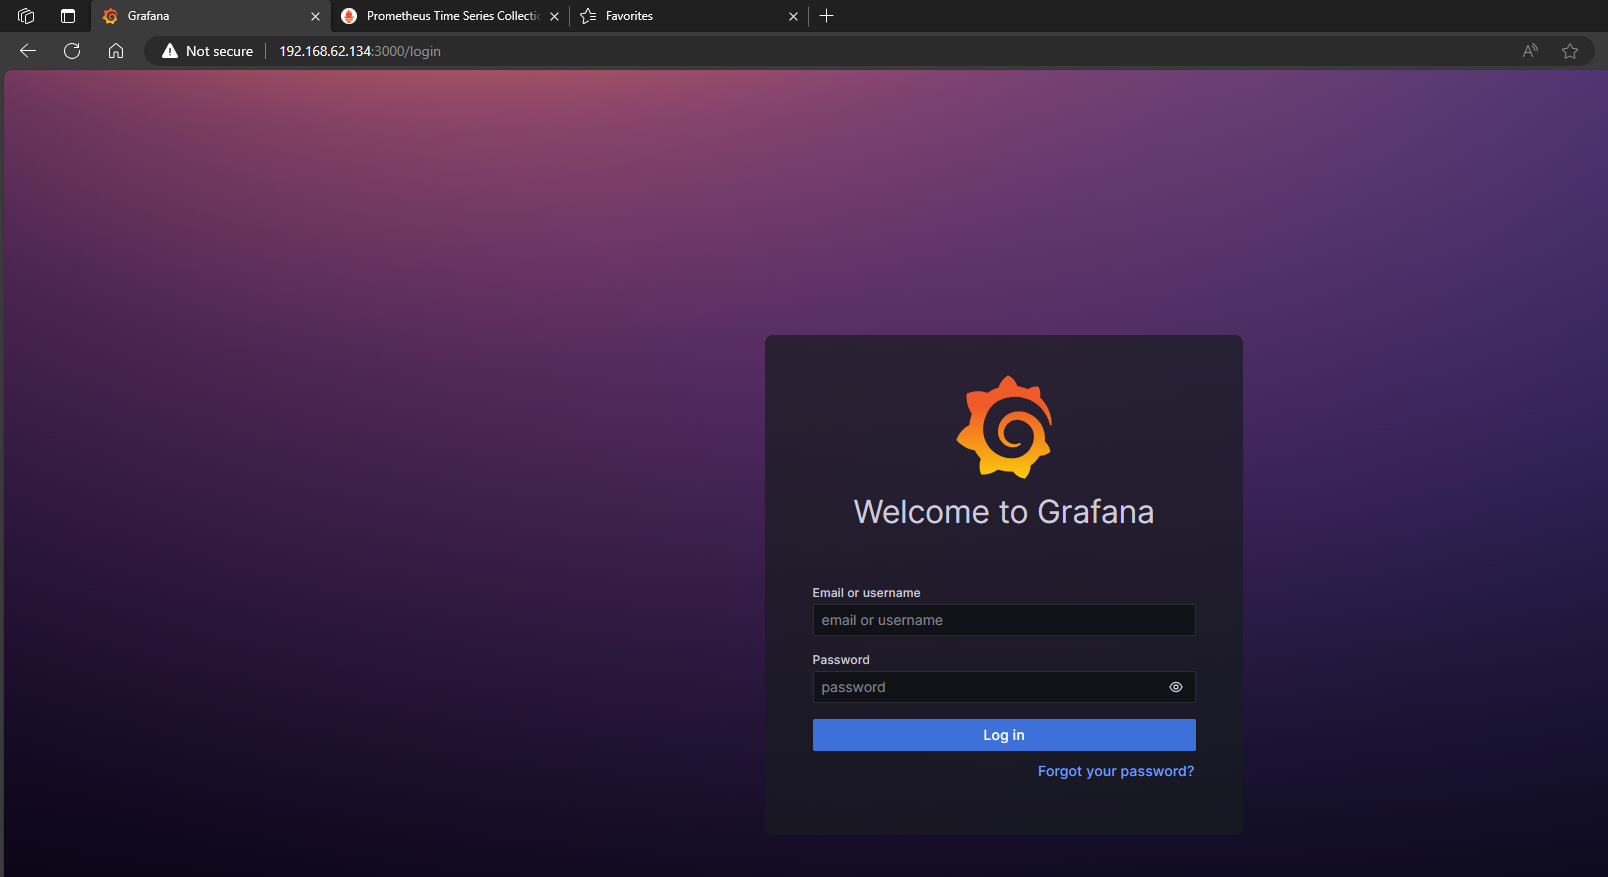 Grafana
Prometheus Time Series Collectic
Favorites
Not secure
192.168.62.134:3000/login
Welcome to Grafana
Email or username
email or username
Password
password
Log in
Forgot your password?